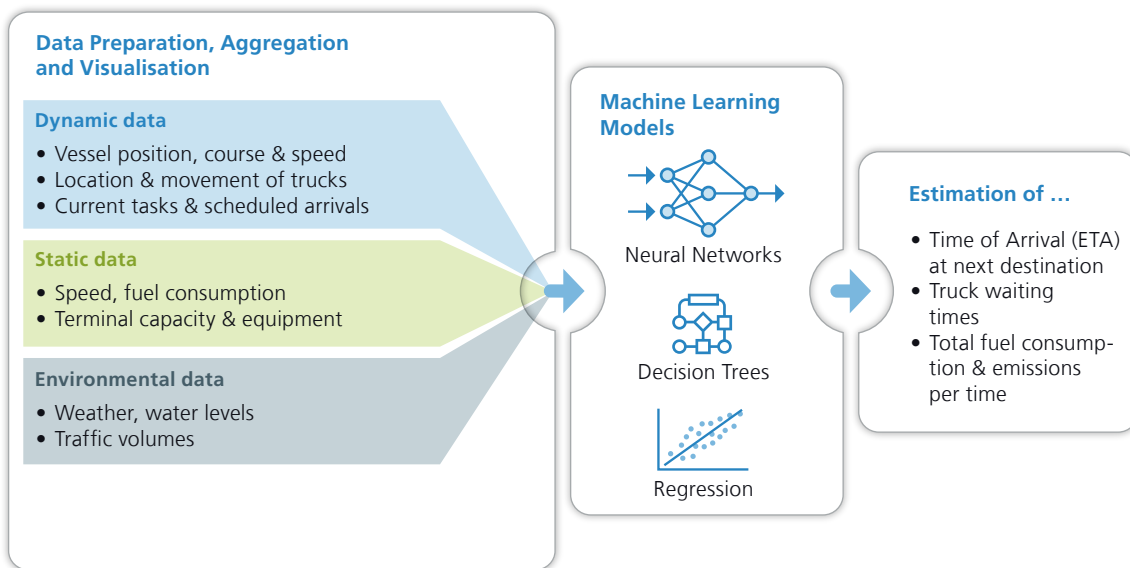 Data Preparation, Aggregation
and Visualisation
Dynamic data
• Vessel position, course & speed
• Location & movement of trucks
• Current tasks & scheduled arrivals
Static data
• Speed, fuel consumption
• Terminal capacity & equipment
Environmental data
• Weather, water levels
• Traffic volumes
Machine Learning
Models
Neural Networks
Decision Trees
Regression
Estimation of ...
• Time of Arrival (ETA)
at next destination
• Truck waiting
times
• Total fuel consump-
tion & emissions
per time